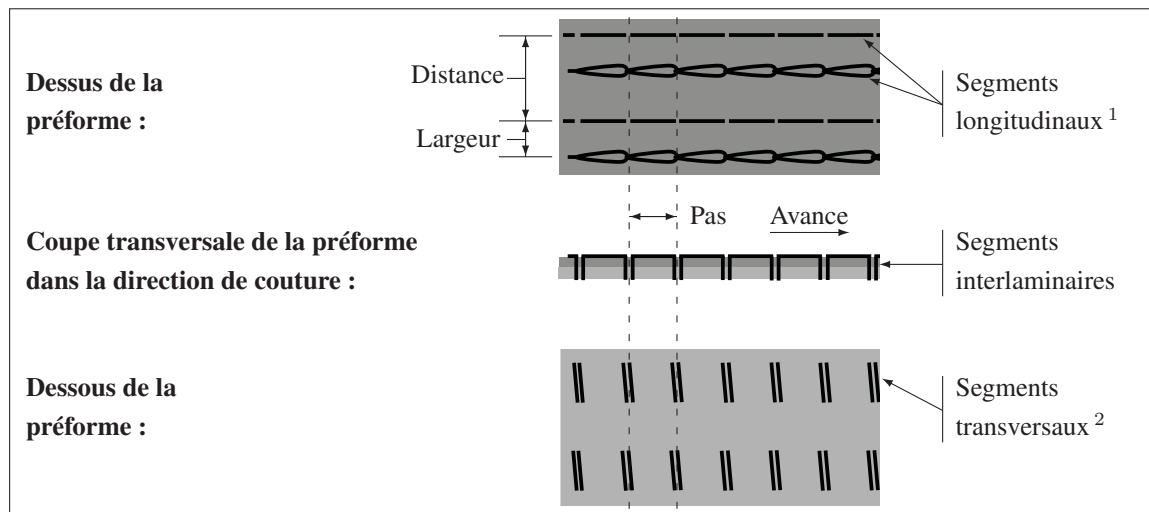 Dessus de la
préforme :
Distance
Largeur
Segments
longitudinaux 1
Pas
Avance
Coupe transversale de la préforme
dans la direction de couture :
Segments
interlaminaires
Dessous de la
préforme :
Segments
transversaux 2